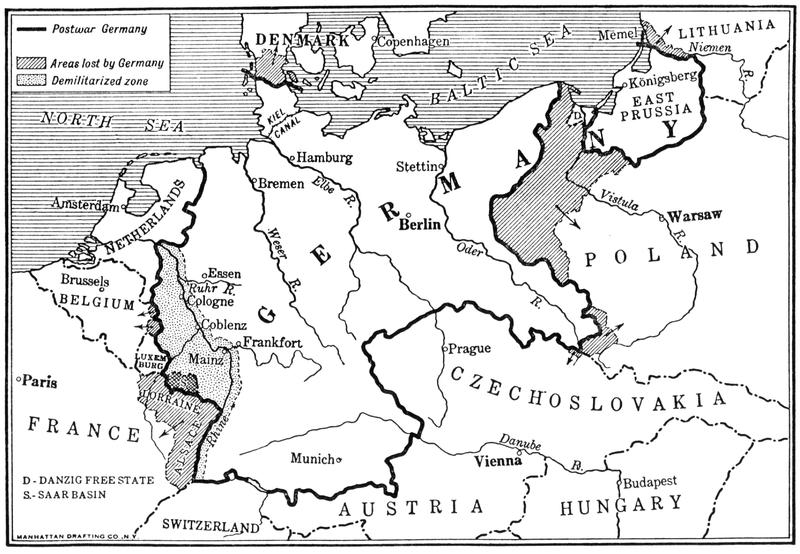 Postwar Germany
Areas lost by Germany
Demilitarized zone
DENMARK
Copenhagen
BALTIC SEA
Memel
LITHUANIA
Niemen
R.
Königsberg
EAST
PRUSSIA
NORTH SEA
KIEL
CANAL
D.
Hamburg
Stettin
Bremen
Elbe
R.
Amsterdam
NETHERLANDS
Berlin
GERMANY
Vistula
R.
Warsaw
POLAND
Weser
R.
Oder
R.
Brussels
BELGIUM
Essen
Ruhr R.
Cologne
Coblenz
Frankfort
LUXEM
BURG
Mainz
Prague
CZECHOSLOVAKIA
Paris
FRANCE
LORRAINE
ALSACE
Rhine
Munich
Danube
R.
Vienna
Budapest
D - DANZIG FREE STATE
S.- SAAR BASIN
SWITZERLAND
AUSTRIA
HUNGARY
MANHATTAN DRAFTING CO., N.Y.